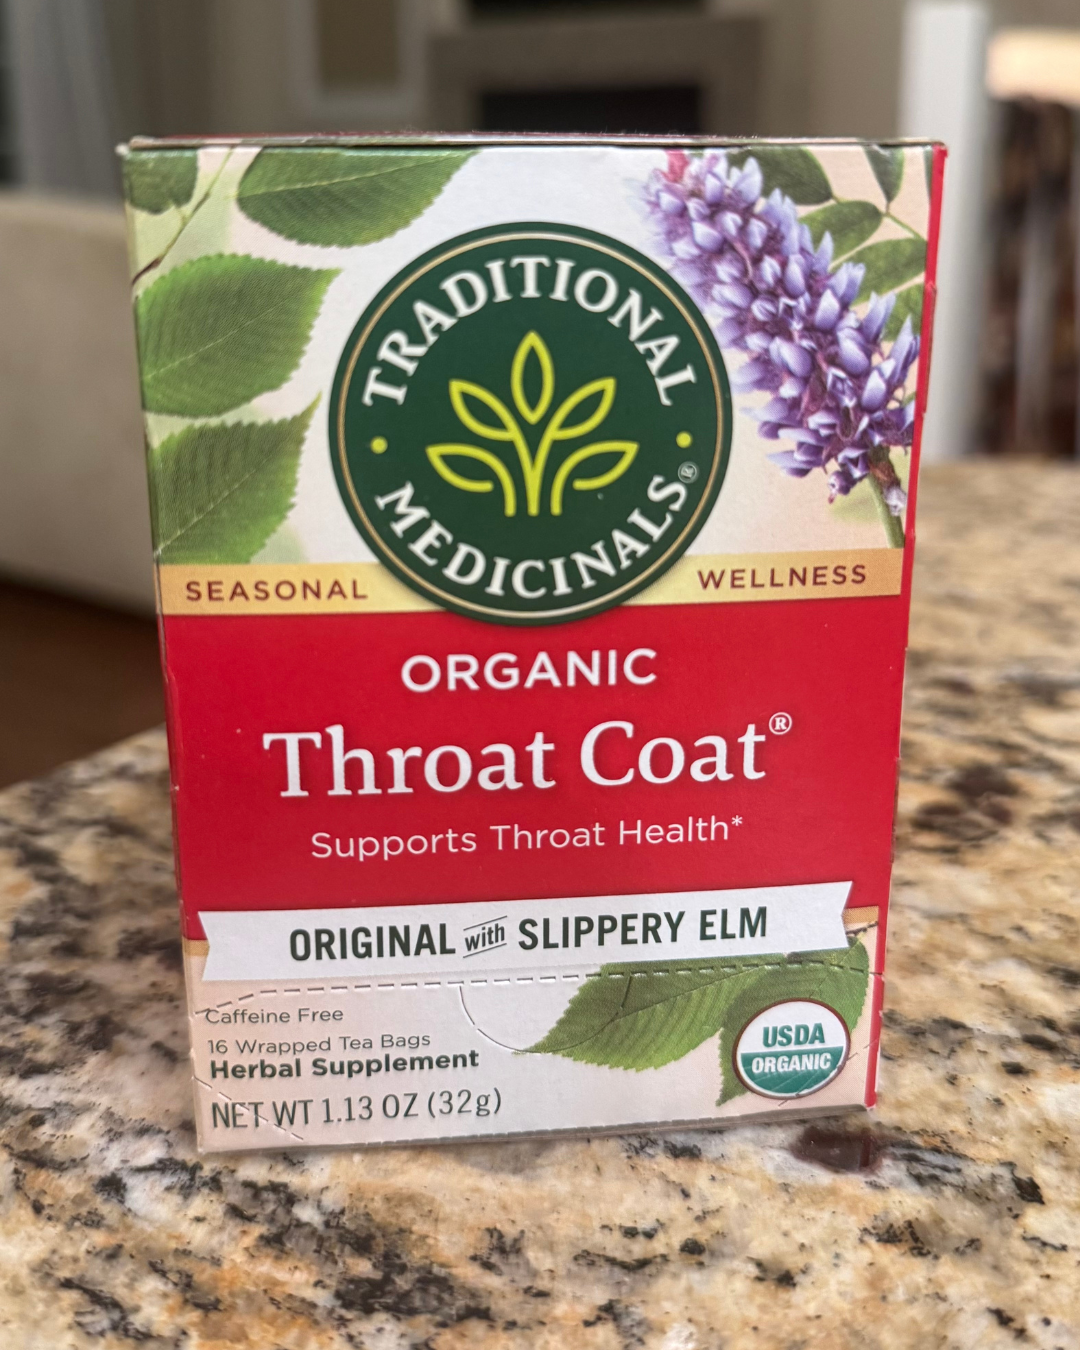 TRADITIONAL
MEDICINALS®
SEASONAL
WELLNESS
ORGANIC
Throat Coat®
Supports Throat Health*
ORIGINAL with SLIPPERY ELM
Caffeine Free
16 Wrapped Tea Bags
Herbal Supplement
NET WT 1.13 OZ (32g)
USDA
ORGANIC